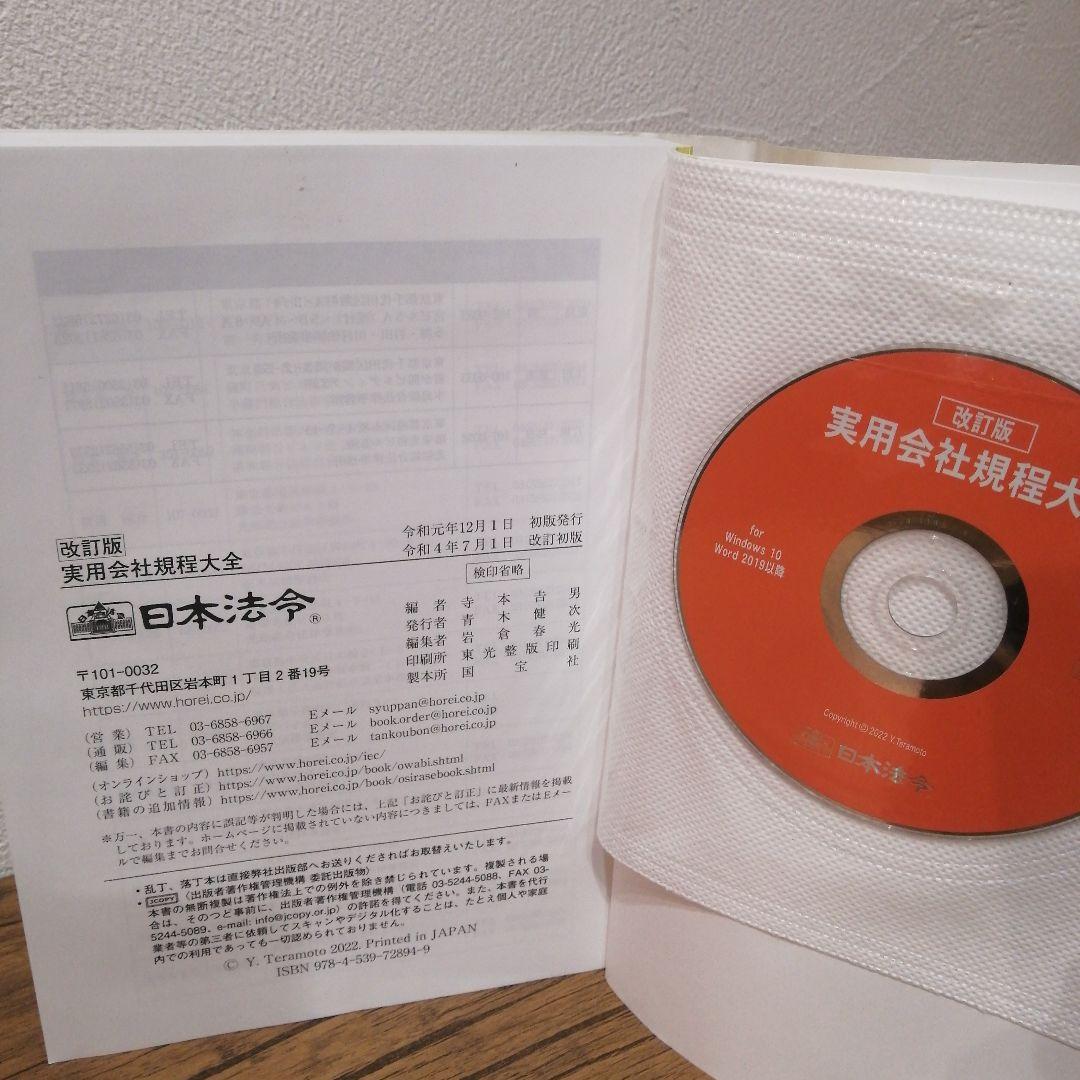 令和元年12月1日 初版発行
令和4年7月1日 改訂初版
改訂版
実用会社規程大全
検印省略
日本法令®
編者 寺本𠮷男
発行者 青木健次
編集者 岩倉春光
印刷所 東光整版印刷
製本所 国宝社
〒101-0032
東京都千代田区岩本町1丁目2番19号
https://www.horei.co.jp/
(営業) TEL 03-6858-6967 Eメール syuppan@horei.co.jp
(通販) TEL 03-6858-6966 Eメール book.order@horei.co.jp
(編集) FAX 03-6858-6957 Eメール tankoubon@horei.co.jp
(オンラインショップ) https://www.horei.co.jp/iec/
(お詫びと訂正) https://www.horei.co.jp/book/owabi.shtml
(書籍の追加情報) https://www.horei.co.jp/book/osirasebook.shtml
※万一、本書の内容に誤記等が判明した場合には、上記「お詫びと訂正」に最新情報を掲載
しております。ホームページに掲載されていない内容につきましては、FAXまたはEメー
ルで編集までお問合せください。
・乱丁、落丁本は直接弊社出版部へお送りくださればお取替えいたします。
・JCOPY 〈出版者著作権管理機構 委託出版物〉
本書の無断複製は著作権法上での例外を除き禁じられています。複製される場
合は、そのつど事前に、出版者著作権管理機構(電話 03-5244-5088、FAX 03-
5244-5089、e-mail: info@jcopy.or.jp)の許諾を得てください。また、本書を代行
業者等の第三者に依頼してスキャンやデジタル化することは、たとえ個人や家庭
内での利用であっても一切認められておりません。
© Y. Teramoto 2022. Printed in JAPAN
ISBN 978-4-539-72894-9
改訂版
実用会社規程大
for
Windows 10
Word 2019以降
Copyright © 2022 Y. Teramoto
日本法令